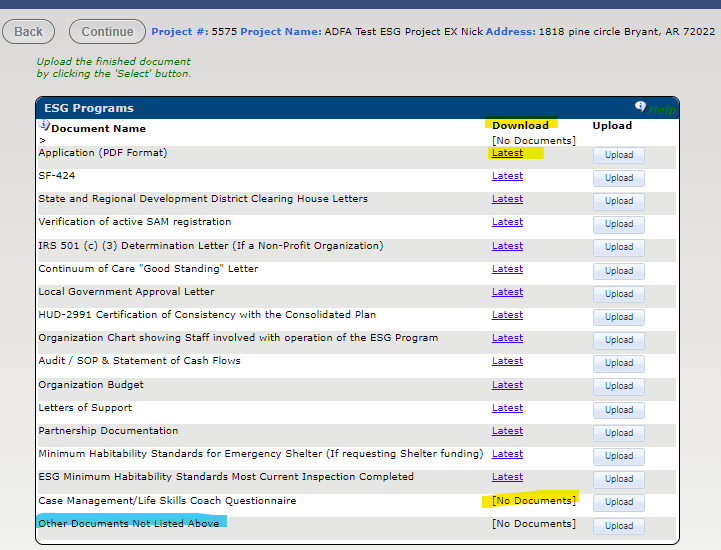 Back Continue Project #: 5575 Project Name: ADFA Test ESG Project EX Nick Address: 1818 pine circle Bryant, AR 72022
Upload the finished document
by clicking the 'Select' button.
ESG Programs Help
Document Name Download Upload
> [No Documents]
Application (PDF Format) Latest Upload
SF-424 Latest Upload
State and Regional Development District Clearing House Letters Latest Upload
Verification of active SAM registration Latest Upload
IRS 501 (c) (3) Determination Letter (If a Non-Profit Organization) Latest Upload
Continuum of Care "Good Standing" Letter Latest Upload
Local Government Approval Letter Latest Upload
HUD-2991 Certification of Consistency with the Consolidated Plan Latest Upload
Organization Chart showing Staff involved with operation of the ESG Program Latest Upload
Audit / SOP & Statement of Cash Flows Latest Upload
Organization Budget Latest Upload
Letters of Support Latest Upload
Partnership Documentation Latest Upload
Minimum Habitability Standards for Emergency Shelter (If requesting Shelter funding) Latest Upload
ESG Minimum Habitability Standards Most Current Inspection Completed Latest Upload
Case Management/Life Skills Coach Questionnaire [No Documents] Upload
Other Documents Not Listed Above [No Documents] Upload